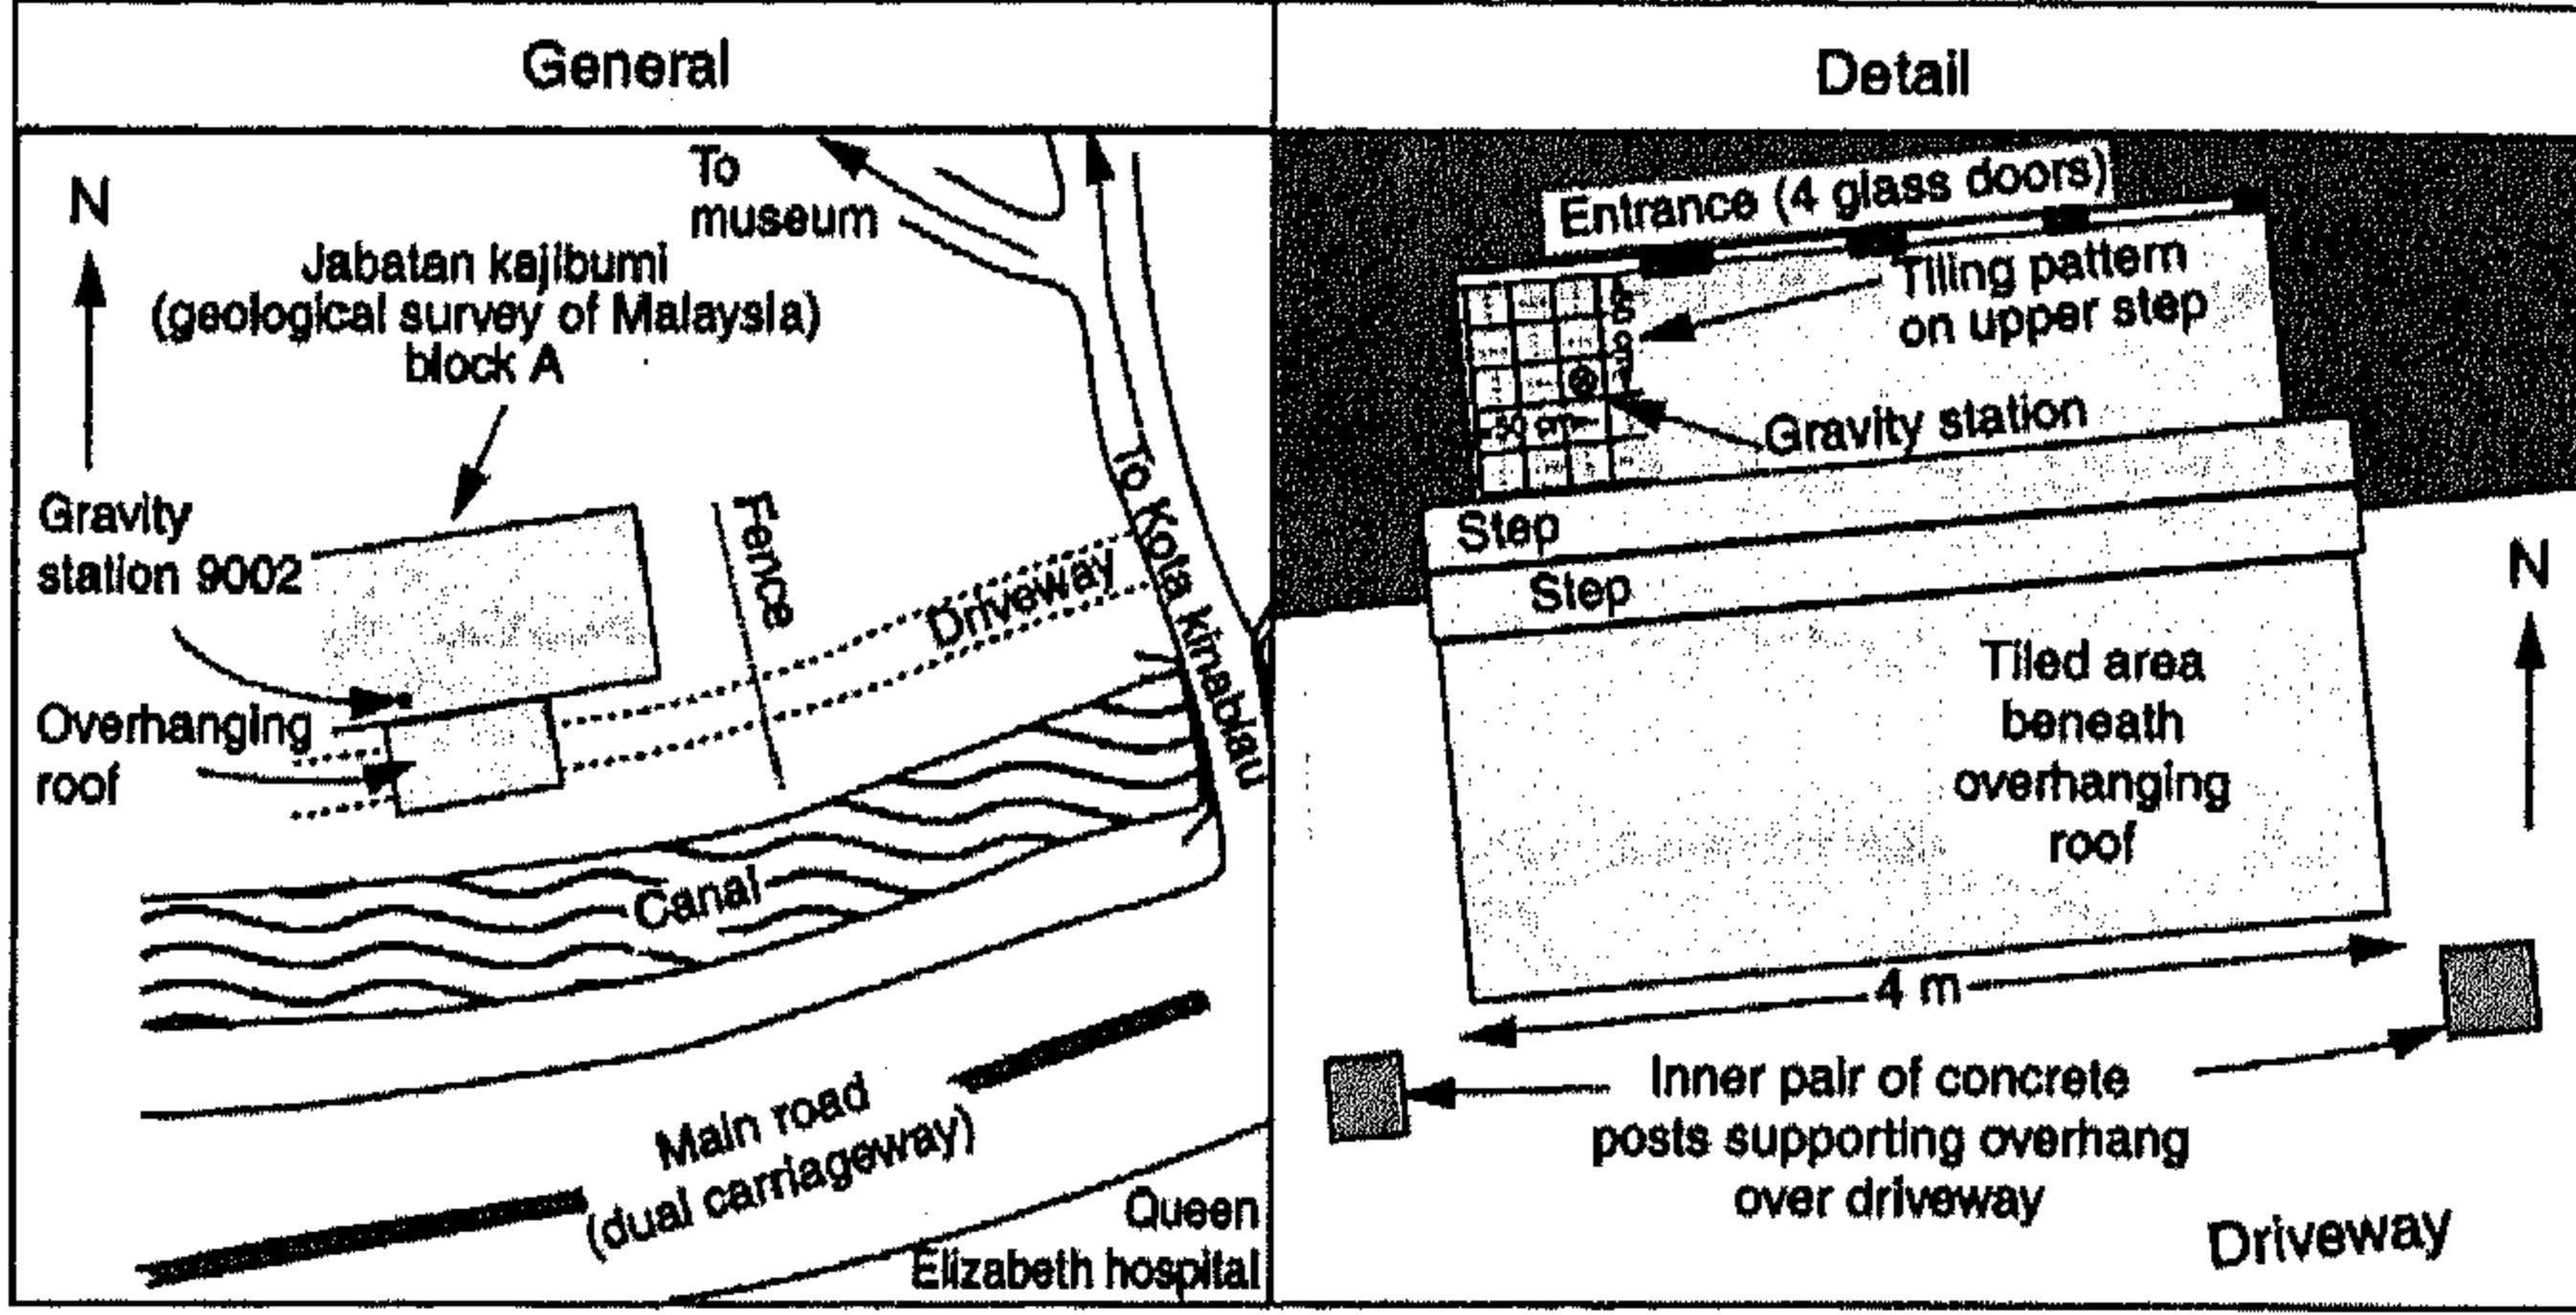 General
N
To
museum
Jabatan kajibumi
(geological survey of Malaysia)
block A
Gravity
station 9002
Fence
Driveway
To Kota kinablau
Overhanging
roof
Canal
Main road
(dual carriageway)
Queen
Elizabeth hospital
Detail
Entrance (4 glass doors)
Tiling pattern
on upper step
Gravity station
50 cm
Step
Step
N
Tiled area
beneath
overhanging
roof
4 m
Inner pair of concrete
posts supporting overhang
over driveway
Driveway